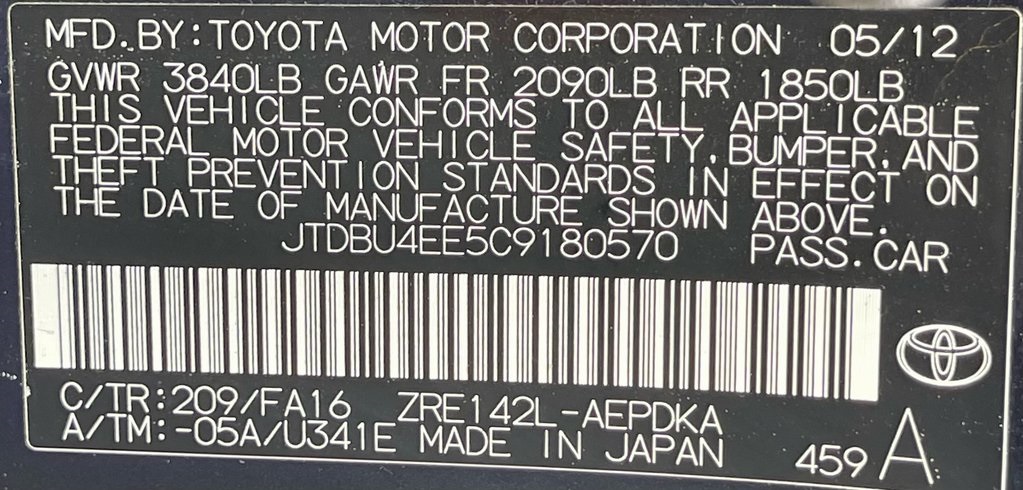 MFD. BY: TOYOTA MOTOR CORPORATION 05/12
GVWR 3840LB GAWR FR 2090LB RR 1850LB
THIS VEHICLE CONFORMS TO ALL APPLICABLE
FEDERAL MOTOR VEHICLE SAFETY, BUMPER, AND
THEFT PREVENTION STANDARDS IN EFFECT ON
THE DATE OF MANUFACTURE SHOWN ABOVE.
JTDBU4EE5C9180570 PASS. CAR
C/TR: 209/FA16 ZRE142L-AEPDKA
A/TM: -05A/U341E MADE IN JAPAN 459 A